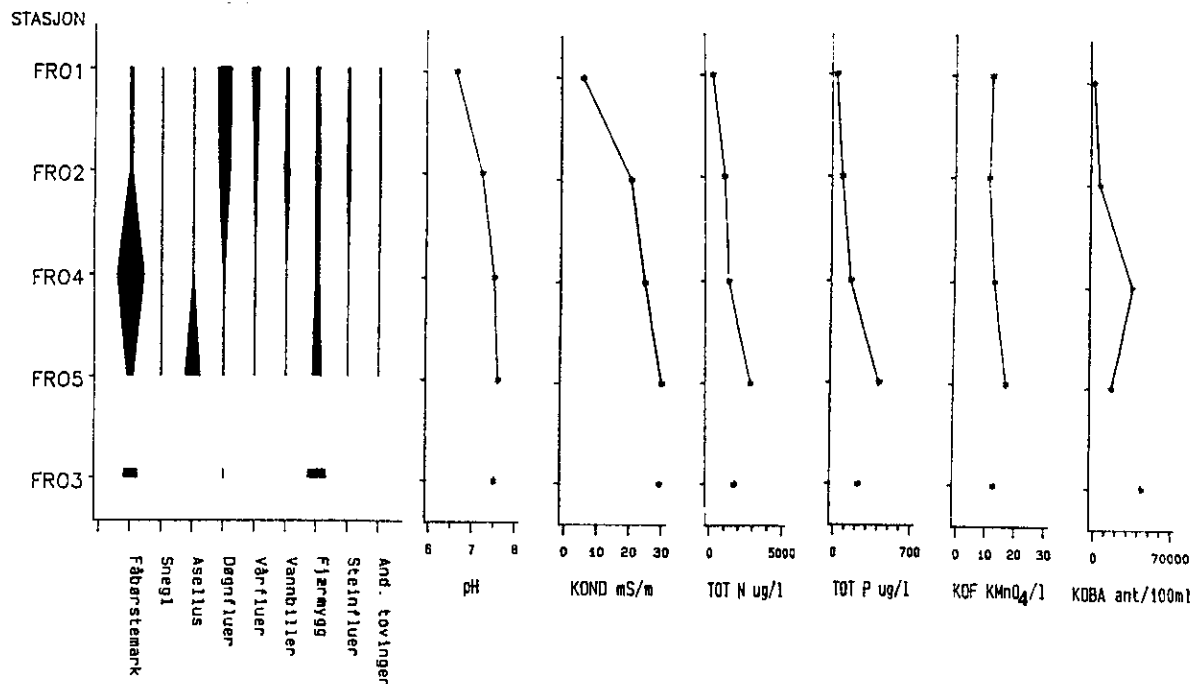 STASJON
FRO1
FRO2
FRO4
FRO5
FRO3
Fåbørstemark
Snegl
Asellus
Døgnfluer
Vårfluer
Vannbiller
Fjærmygg
Steinfluer
And. tovinger
6 7 8
pH
0 10 20 30
KOND mS/m
0 5000
TOT N ug/l
0 700
TOT P ug/l
0 10 20 30
KOF KMnO4/l
0 70000
KOBA ant/100ml